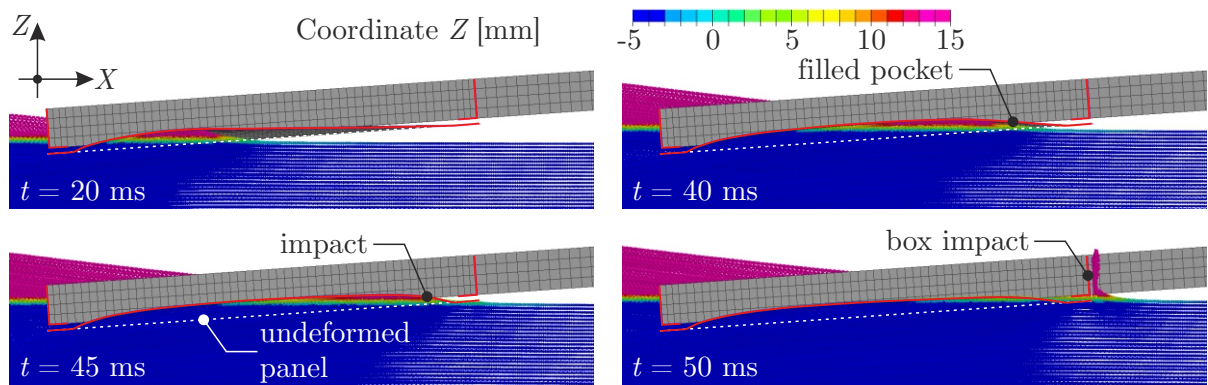 Z
X
Coordinate Z [mm]
-5 0 5 10 15
filled pocket
t = 20 ms
t = 40 ms
impact
box impact
undeformed
panel
t = 45 ms
t = 50 ms